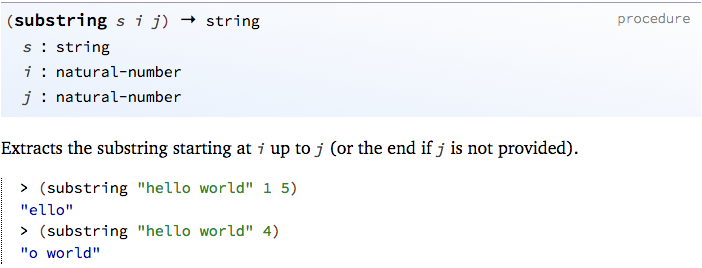 (substring s i j) → string
procedure
s : string
i : natural-number
j : natural-number
Extracts the substring starting at i up to j (or the end if j is not provided).
> (substring "hello world" 1 5)
"ello"
> (substring "hello world" 4)
"o world"